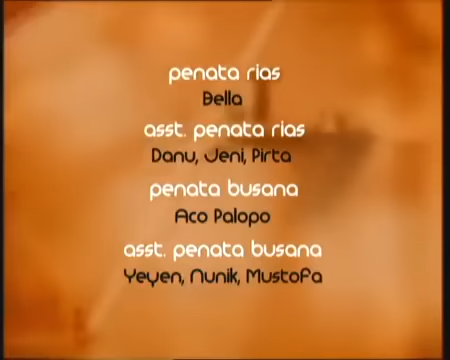 penata rias
Bella
asst. penata rias
Danu, Jeni, Pirta
penata busana
Aco Palopo
asst. penata busana
Yeyen, Nunik, Mustofa